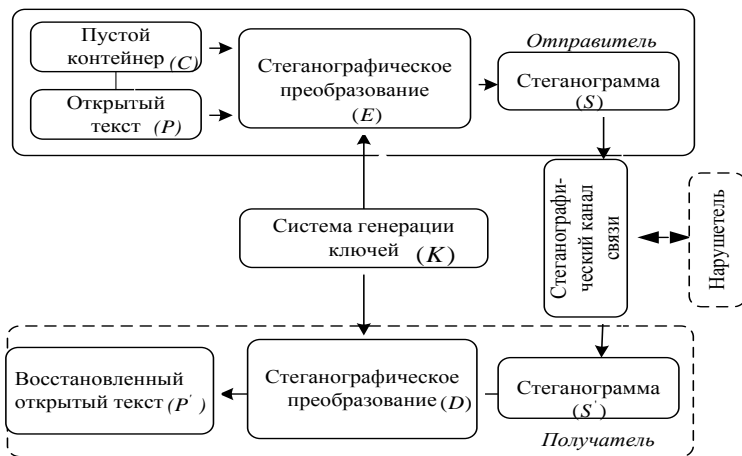 Пустой
контейнер (C)
Открытый
текст (P)
Стеганографическое
преобразование
(E)
Отправитель
Стеганограмма
(S)
Система генерации
ключей (K)
Стеганографи-
ческий канал
связи
Нарушетель
Восстановленный
открытый текст (P')
Стеганографическое
преобразование (D)
Стеганограмма
(S')
Получатель